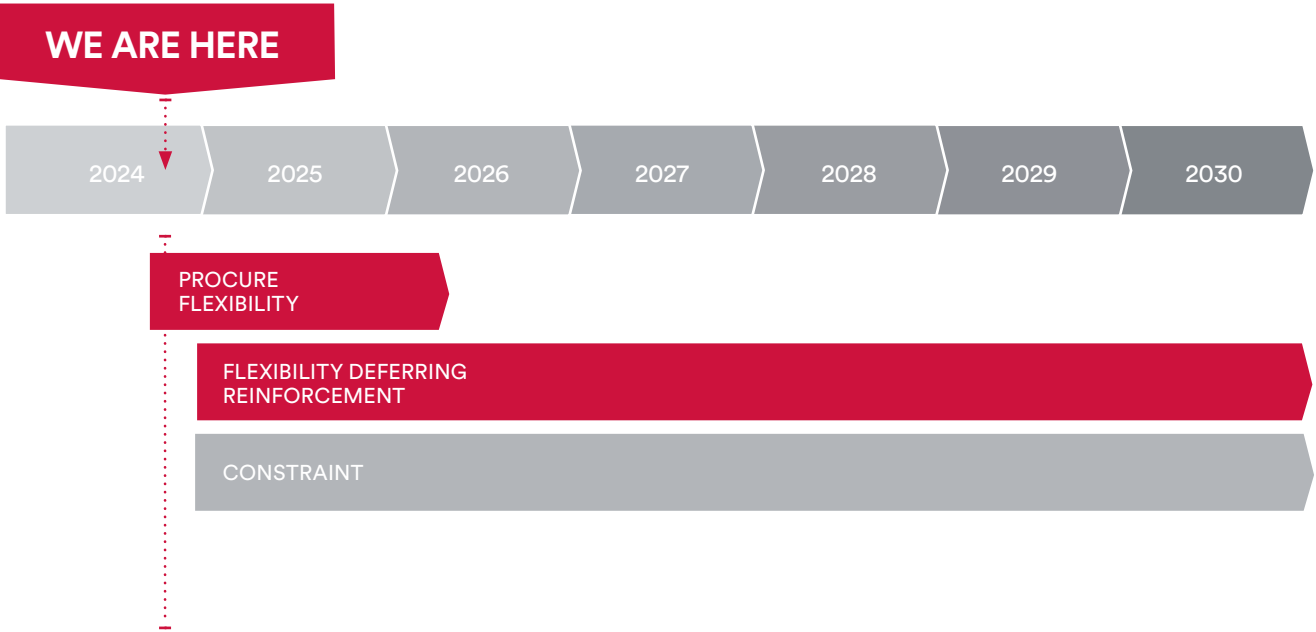 WE ARE HERE
2024 2025 2026 2027 2028 2029 2030
PROCURE
FLEXIBILITY
FLEXIBILITY DEFERRING
REINFORCEMENT
CONSTRAINT